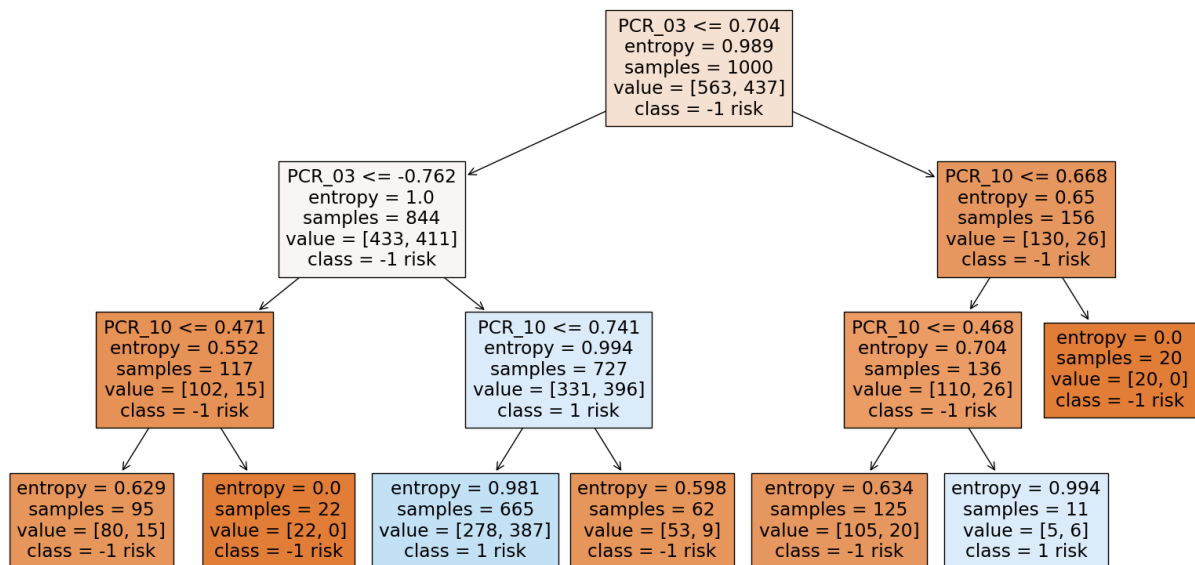 PCR_03 <= 0.704
entropy = 0.989
samples = 1000
value = [563, 437]
class = -1 risk
PCR_03 <= -0.762
entropy = 1.0
samples = 844
value = [433, 411]
class = -1 risk
PCR_10 <= 0.668
entropy = 0.65
samples = 156
value = [130, 26]
class = -1 risk
PCR_10 <= 0.471
entropy = 0.552
samples = 117
value = [102, 15]
class = -1 risk
PCR_10 <= 0.741
entropy = 0.994
samples = 727
value = [331, 396]
class = 1 risk
PCR_10 <= 0.468
entropy = 0.704
samples = 136
value = [110, 26]
class = -1 risk
entropy = 0.0
samples = 20
value = [20, 0]
class = -1 risk
entropy = 0.629
samples = 95
value = [80, 15]
class = -1 risk
entropy = 0.0
samples = 22
value = [22, 0]
class = -1 risk
entropy = 0.981
samples = 665
value = [278, 387]
class = 1 risk
entropy = 0.598
samples = 62
value = [53, 9]
class = -1 risk
entropy = 0.634
samples = 125
value = [105, 20]
class = -1 risk
entropy = 0.994
samples = 11
value = [5, 6]
class = 1 risk